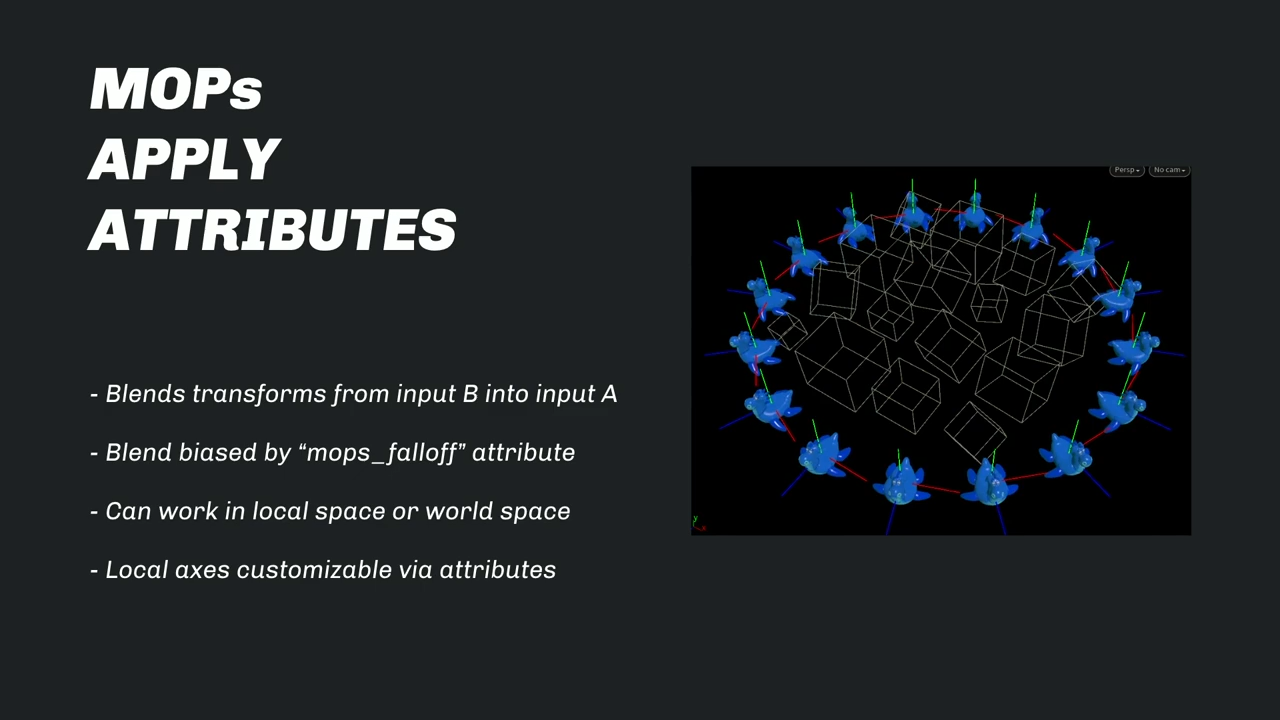 MOPs
APPLY
ATTRIBUTES
- Blends transforms from input B into input A
- Blend biased by “mops_falloff” attribute
- Can work in local space or world space
- Local axes customizable via attributes
Persp No cam
y
x